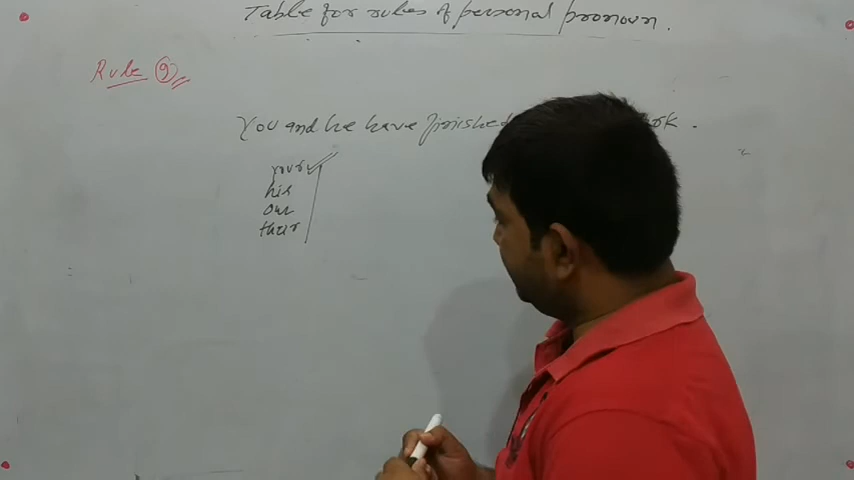 Table for rules of personal pronoun.
Rule 9
You and he have finished
your
his
our
their